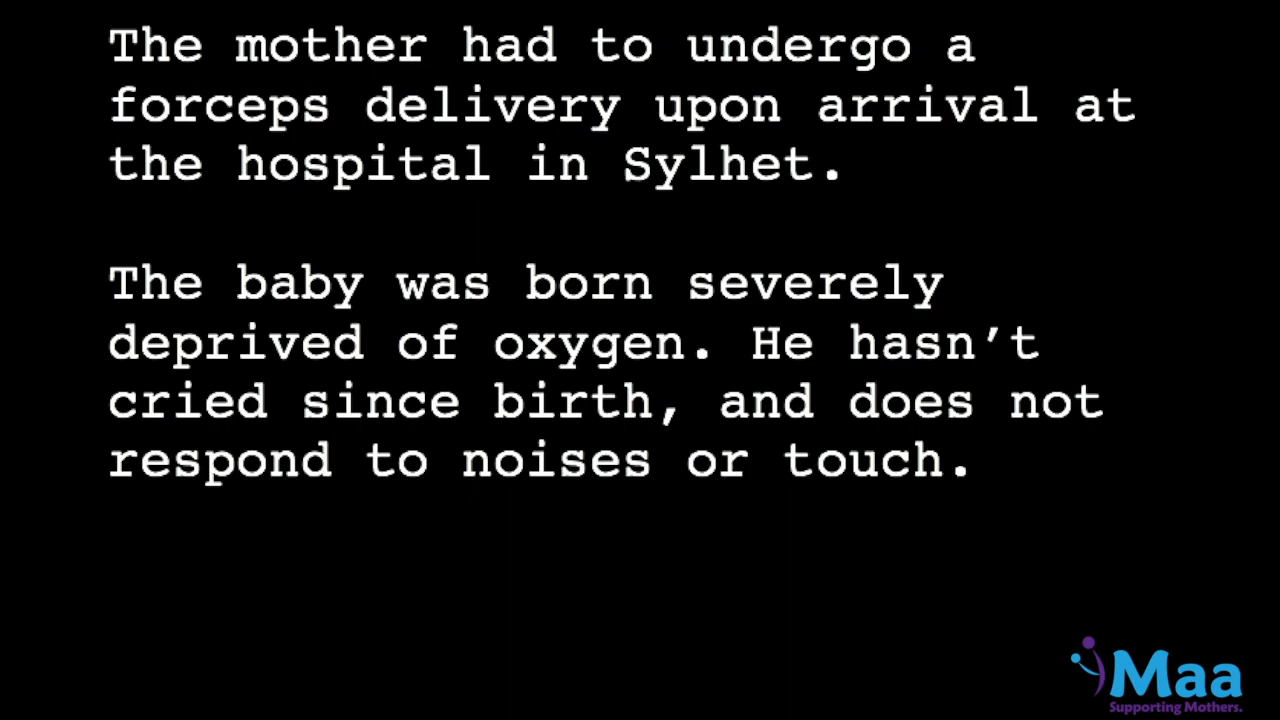 The mother had to undergo a
forceps delivery upon arrival at
the hospital in Sylhet.
The baby was born severely
deprived of oxygen. He hasn’t
cried since birth, and does not
respond to noises or touch.
Maa
Supporting Mothers.